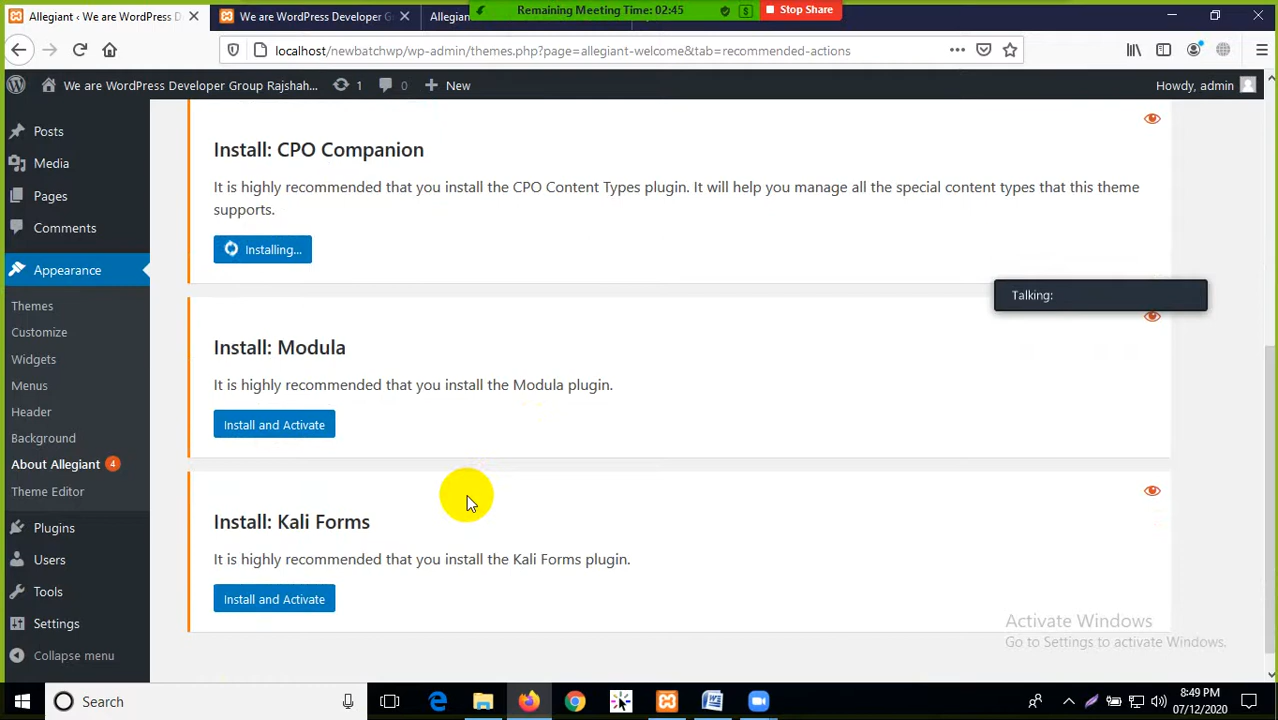 Remaining Meeting Time: 02:45
Stop Share
Allegiant ‹ We are WordPress D
We are WordPress Developer G
Allegian
localhost/newbatchwp/wp-admin/themes.php?page=allegiant-welcome&tab=recommended-actions
We are WordPress Developer Group Rajshah...
1
0
New
Howdy, admin
Posts
Media
Pages
Comments
Appearance
Themes
Customize
Widgets
Menus
Header
Background
About Allegiant 4
Theme Editor
Plugins
Users
Tools
Settings
Collapse menu
Install: CPO Companion
It is highly recommended that you install the CPO Content Types plugin. It will help you manage all the special content types that this theme
supports.
Installing...
Talking:
Install: Modula
It is highly recommended that you install the Modula plugin.
Install and Activate
Install: Kali Forms
It is highly recommended that you install the Kali Forms plugin.
Install and Activate
Activate Windows
Go to Settings to activate Windows.
Search
8:49 PM
07/12/2020